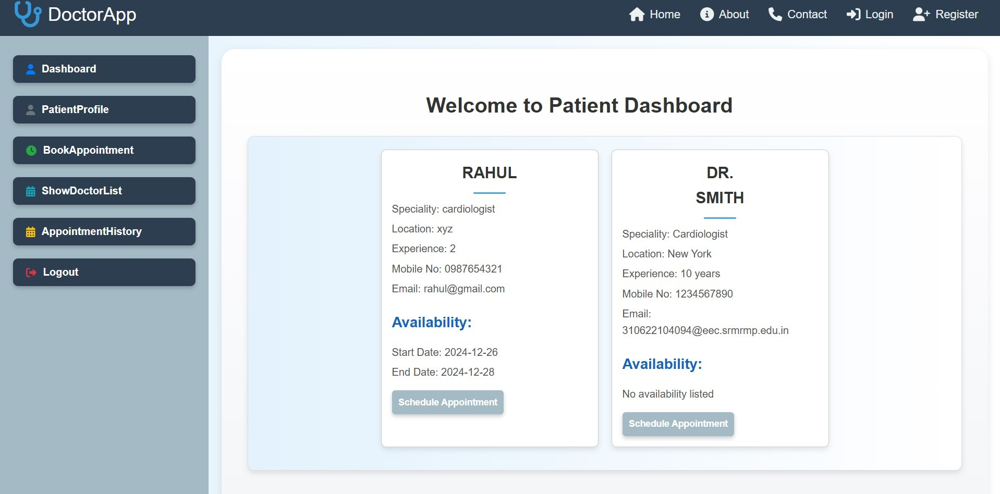 DoctorApp
Home
About
Contact
Login
Register
Dashboard
PatientProfile
BookAppointment
ShowDoctorList
AppointmentHistory
Logout
Welcome to Patient Dashboard
RAHUL
Speciality: cardiologist
Location: xyz
Experience: 2
Mobile No: 0987654321
Email: rahul@gmail.com
Availability:
Start Date: 2024-12-26
End Date: 2024-12-28
Schedule Appointment
DR.
SMITH
Speciality: Cardiologist
Location: New York
Experience: 10 years
Mobile No: 1234567890
Email:
310622104094@eec.srmrmp.edu.in
Availability:
No availability listed
Schedule Appointment